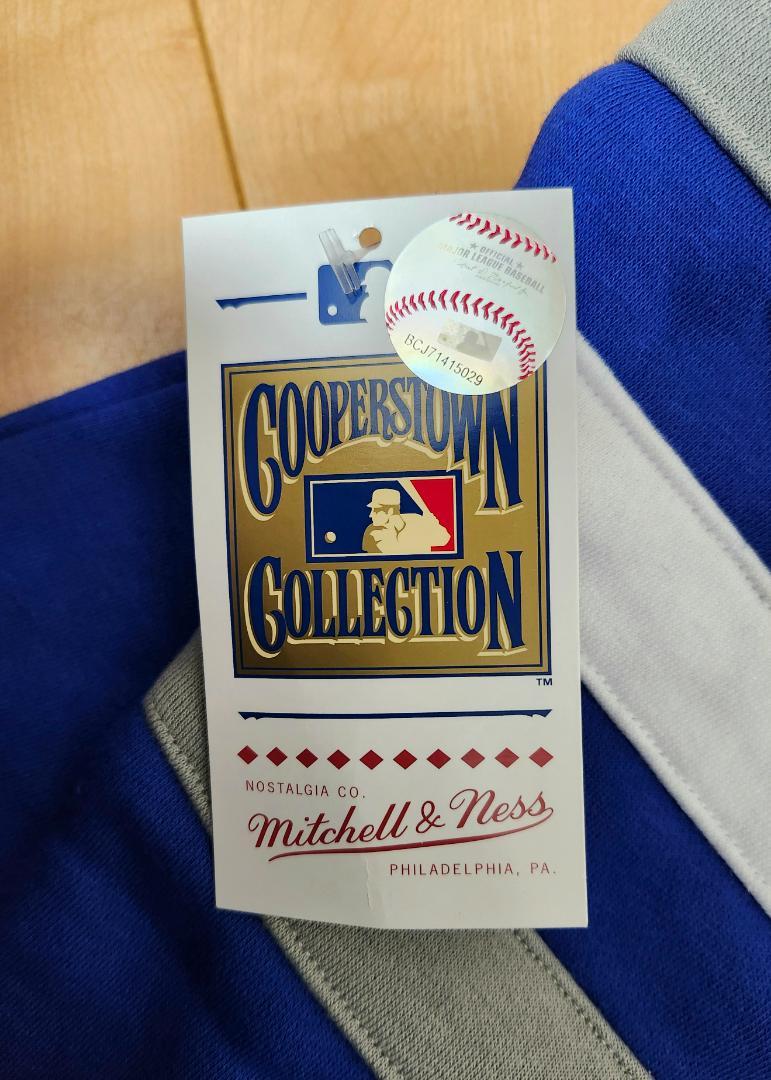 ★ OFFICIAL ★
MAJOR LEAGUE BASEBALL
BCJ71415029
COOPERSTOWN
COLLECTION
TM
NOSTALGIA CO.
Mitchell & Ness
PHILADELPHIA, PA.